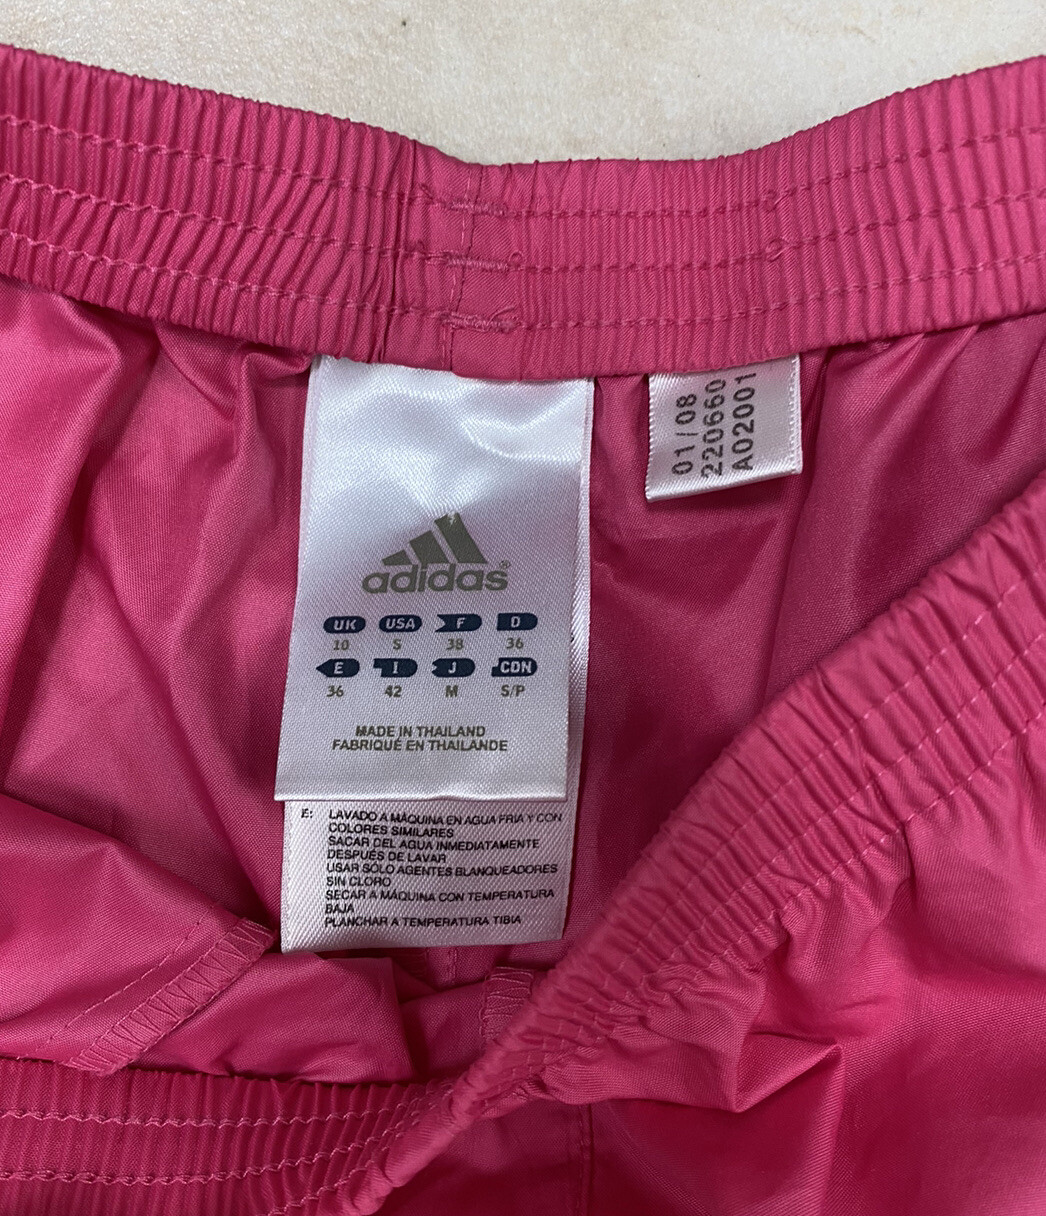 adidas®
UK USA F D
10 S 38 36
E I J CDN
36 42 M S/P
MADE IN THAILAND
FABRIQUÉ EN THAILANDE
E: LAVADO A MÁQUINA EN AGUA FRIA Y CON
COLORES SIMILARES
SACAR DEL AGUA INMEDIATAMENTE
DESPUÉS DE LAVAR
USAR SÓLO AGENTES BLANQUEADORES
SIN CLORO
SECAR A MÁQUINA CON TEMPERATURA
BAJA
PLANCHAR A TEMPERATURA TIBIA
01/08
220660
A02001